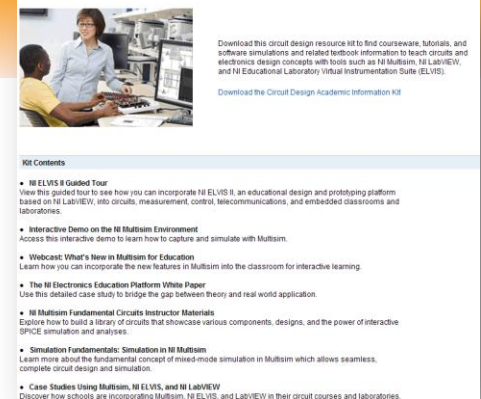 Download this circuit design resource kit to find courseware, tutorials, and
software simulations and related textbook information to teach circuits and
electronics design concepts with tools such as NI Multisim, NI LabVIEW,
and NI Educational Laboratory Virtual Instrumentation Suite (ELVIS).
Download the Circuit Design Academic Information Kit
Kit Contents
• NI ELVIS II Guided Tour
View this guided tour to see how you can incorporate NI ELVIS II, an educational design and prototyping platform
based on NI LabVIEW, into circuits, measurement, control, telecommunications, and embedded classrooms and
laboratories.
• Interactive Demo on the NI Multisim Environment
Access this interactive demo to learn how to capture and simulate with Multisim.
• Webcast: What's New in Multisim for Education
Learn how you can incorporate the new features in Multisim into the classroom for interactive learning.
• The NI Electronics Education Platform White Paper
Use this detailed case study to bridge the gap between theory and real world application.
• NI Multisim Fundamental Circuits Instructor Materials
Explore how to build a library of circuits that showcase various components, designs, and the power of interactive
SPICE simulation and analyses.
• Simulation Fundamentals: Simulation in NI Multisim
Learn more about the fundamental concept of mixed-mode simulation in Multisim which allows seamless,
complete circuit design and simulation.
• Case Studies Using Multisim, NI ELVIS, and NI LabVIEW
Discover how schools are incorporating Multisim, NI ELVIS, and LabVIEW in their circuit courses and laboratories.